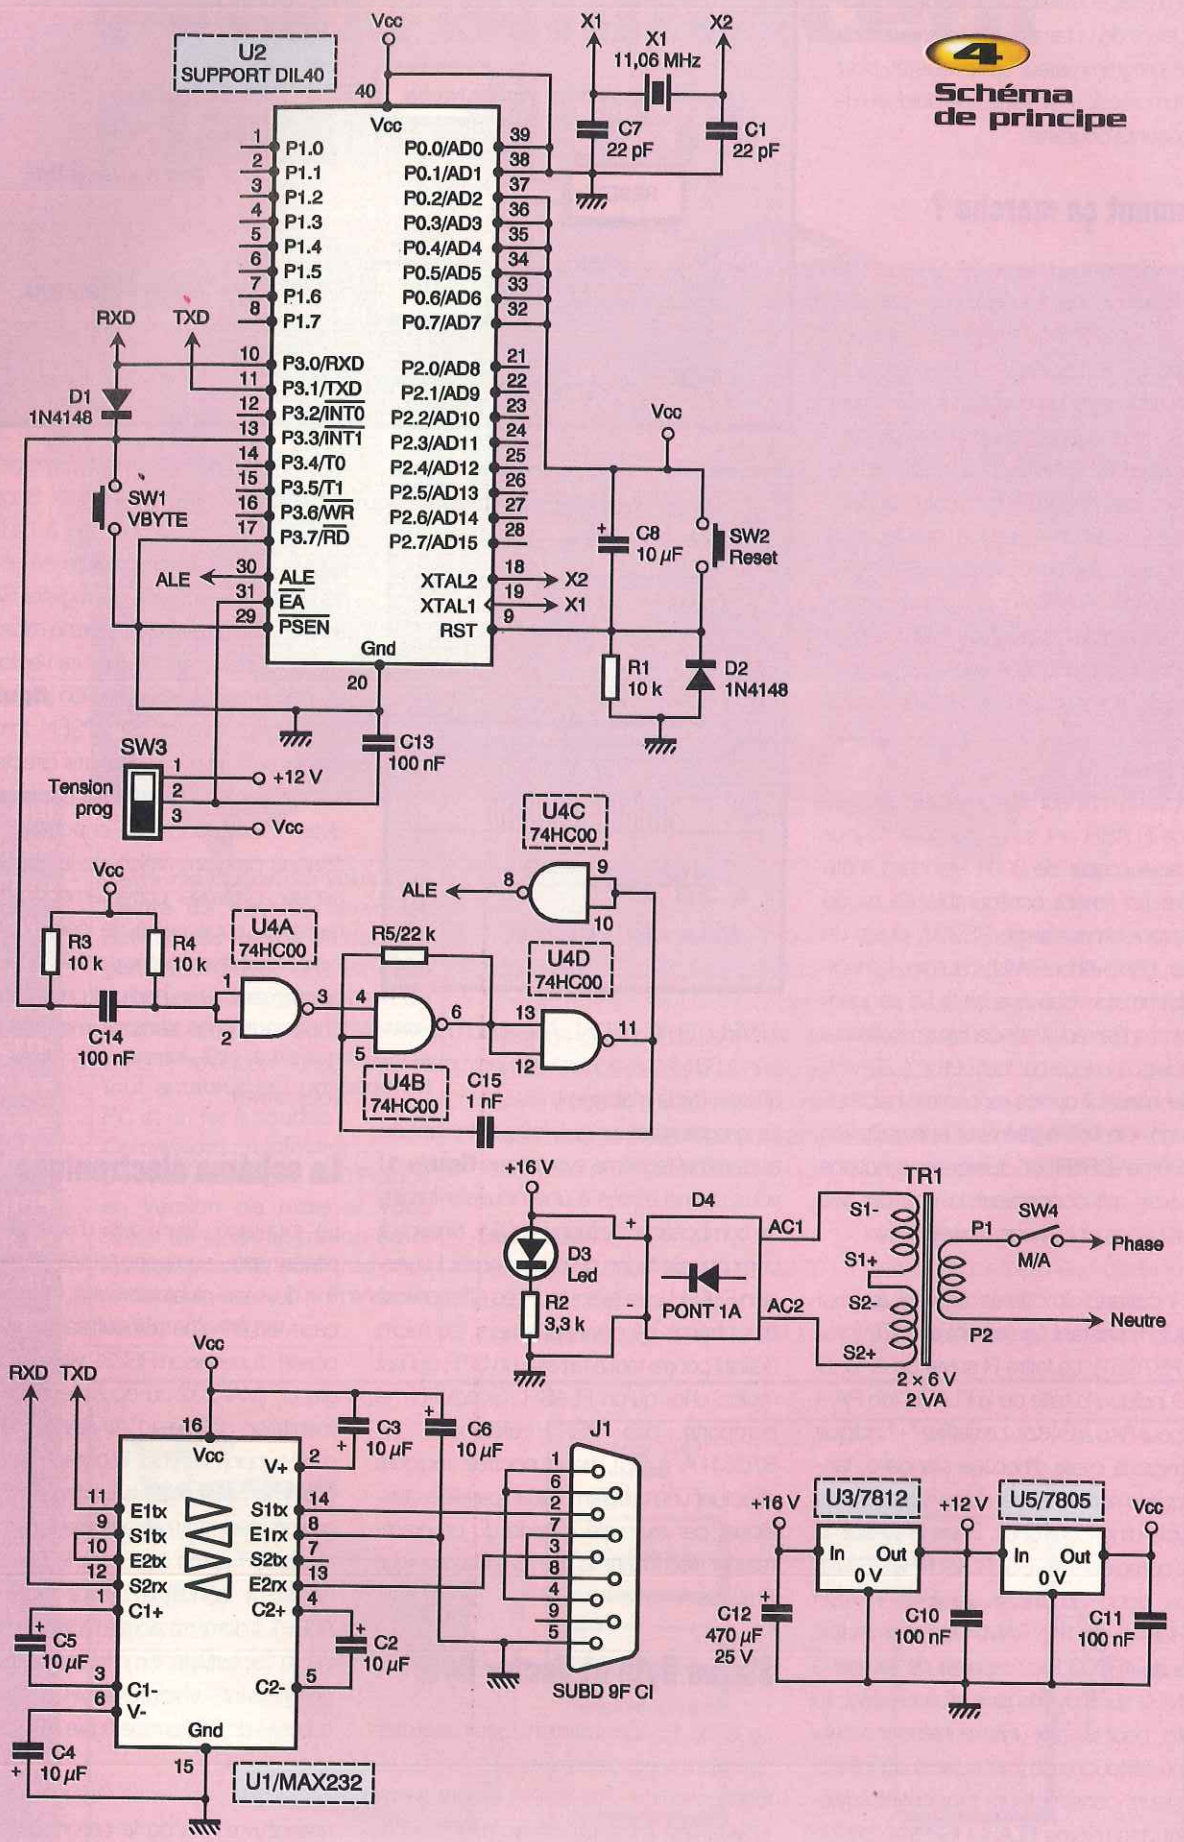 4
Schéma
de principe
Vcc
U2
SUPPORT DIL40
40
Vcc
X1
X2
X1
11,06 MHz
C7
22 pF
C1
22 pF
1 P1.0
2 P1.1
3 P1.2
4 P1.3
5 P1.4
6 P1.5
7 P1.6
8 P1.7
P0.0/AD0 39
P0.1/AD1 38
P0.2/AD2 37
P0.3/AD3 36
P0.4/AD4 35
P0.5/AD5 34
P0.6/AD6 33
P0.7/AD7 32
RXD
TXD
10 P3.0/RXD
11 P3.1/TXD
12 P3.2/INT0
13 P3.3/INT1
14 P3.4/T0
15 P3.5/T1
16 P3.6/WR
17 P3.7/RD
ALE
30 ALE
31 EA
29 PSEN
Gnd
20
P2.0/AD8 21
P2.1/AD9 22
P2.2/AD10 23
P2.3/AD11 24
P2.4/AD12 25
P2.5/AD13 26
P2.6/AD14 27
P2.7/AD15 28
XTAL2 18 X2
XTAL1 19 X1
RST 9
D1
1N4148
SW1
VBYTE
Vcc
C8
+
10 µF
SW2
Reset
R1
10 k
D2
1N4148
C13
100 nF
SW3
Tension
prog
1
+12 V
2
3
Vcc
Vcc
R3
10 k
R4
10 k
C14
100 nF
U4A
74HC00
1
2
3
R5/22 k
4
5
6
U4B
74HC00
C15
1 nF
U4C
74HC00
ALE
8
9
10
U4D
74HC00
13
12
11
+16 V
D3
Led
R2
3,3 k
D4
+
-
PONT 1A
AC1
AC2
TR1
S1-
S1+
S2-
S2+
2 × 6 V
2 VA
P1
P2
SW4
M/A
Phase
Neutre
RXD TXD
Vcc
16
Vcc
C3
+
10 µF
C6
+
10 µF
V+ 2
11 E1tx
9 S1tx
10 E2tx
12 S2rx
1 C1+
3 C1-
6 V-
S1tx 14
E1rx 8
S2tx 7
E2rx 13
C2+ 4
C2- 5
Gnd
15
C5
+
10 µF
C2
+
10 µF
C4
+
10 µF
U1/MAX232
J1
1
6
2
7
3
8
4
9
5
SUBD 9F CI
+16 V
U3/7812
In Out
0 V
+12 V
U5/7805
In Out
0 V
Vcc
C12
+
470 µF
25 V
C10
100 nF
C11
100 nF